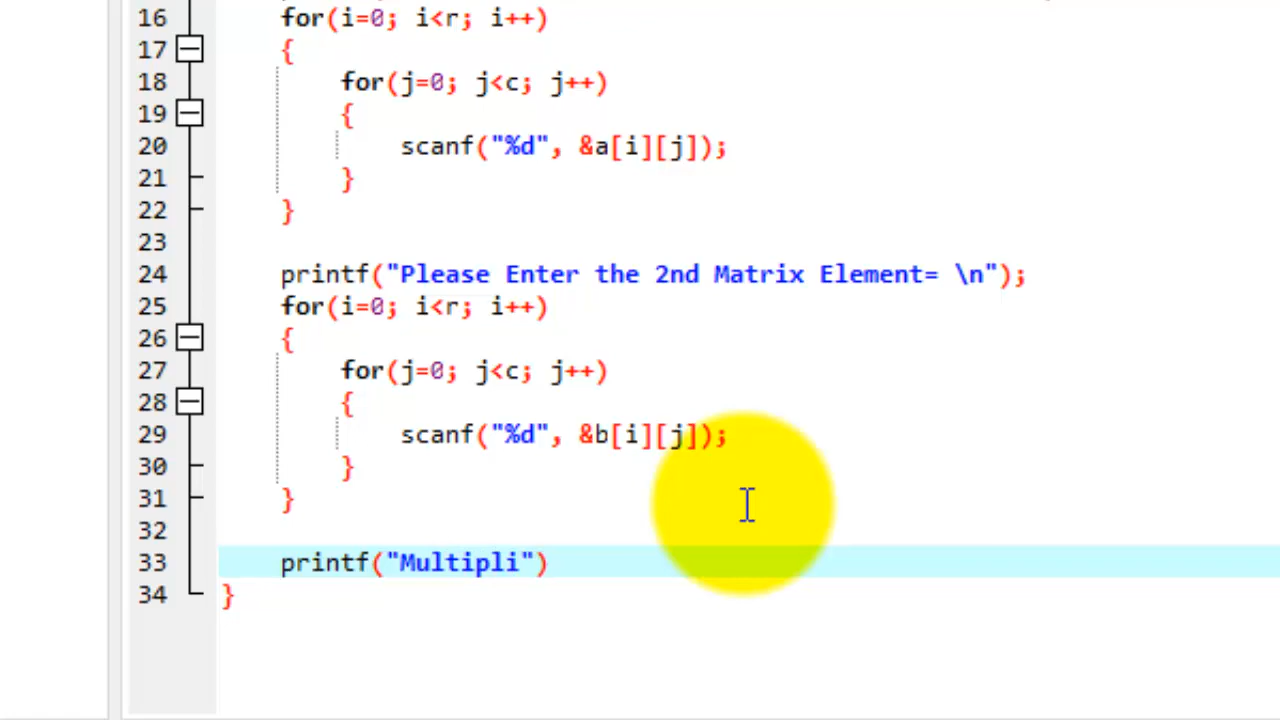 16 for(i=0; i<r; i++)
17 {
18 for(j=0; j<c; j++)
19 {
20 scanf("%d", &a[i][j]);
21 }
22 }
23
24 printf("Please Enter the 2nd Matrix Element= \n");
25 for(i=0; i<r; i++)
26 {
27 for(j=0; j<c; j++)
28 {
29 scanf("%d", &b[i][j]);
30 }
31 }
32
33 printf("Multipli")
34 }